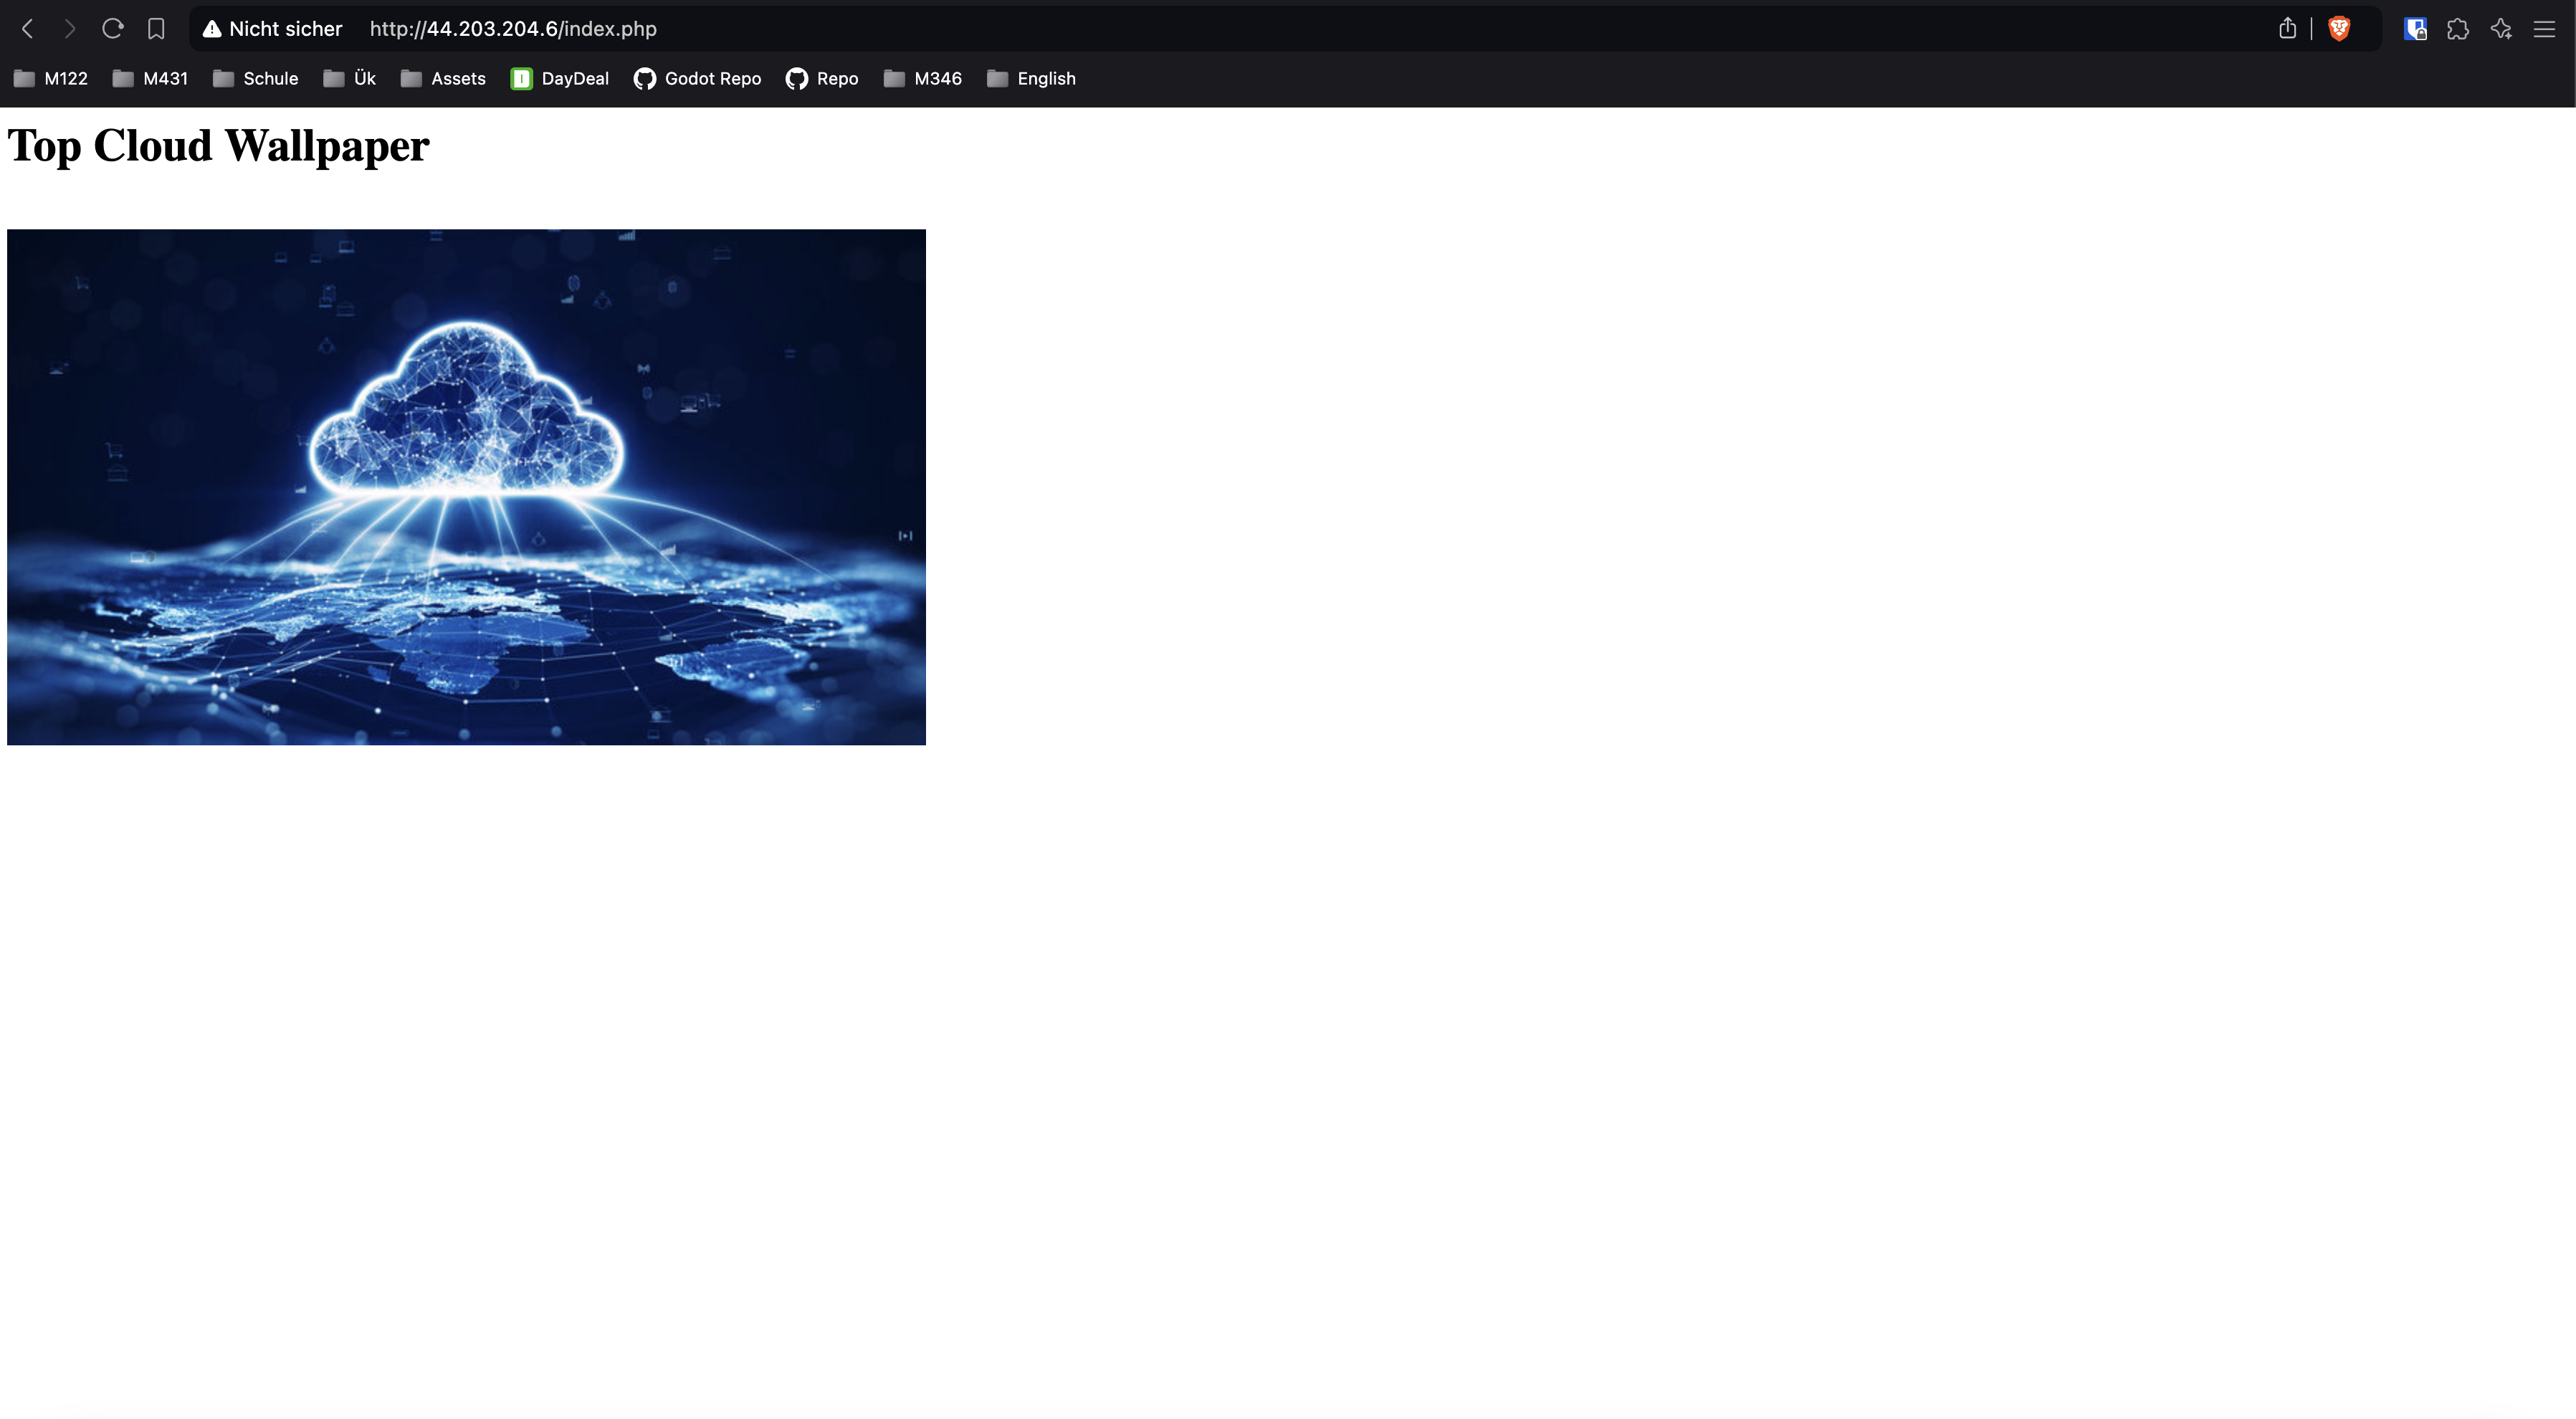 Nicht sicher http://44.203.204.6/index.php
M122 M431 Schule Ük Assets DayDeal Godot Repo Repo M346 English
Top Cloud Wallpaper